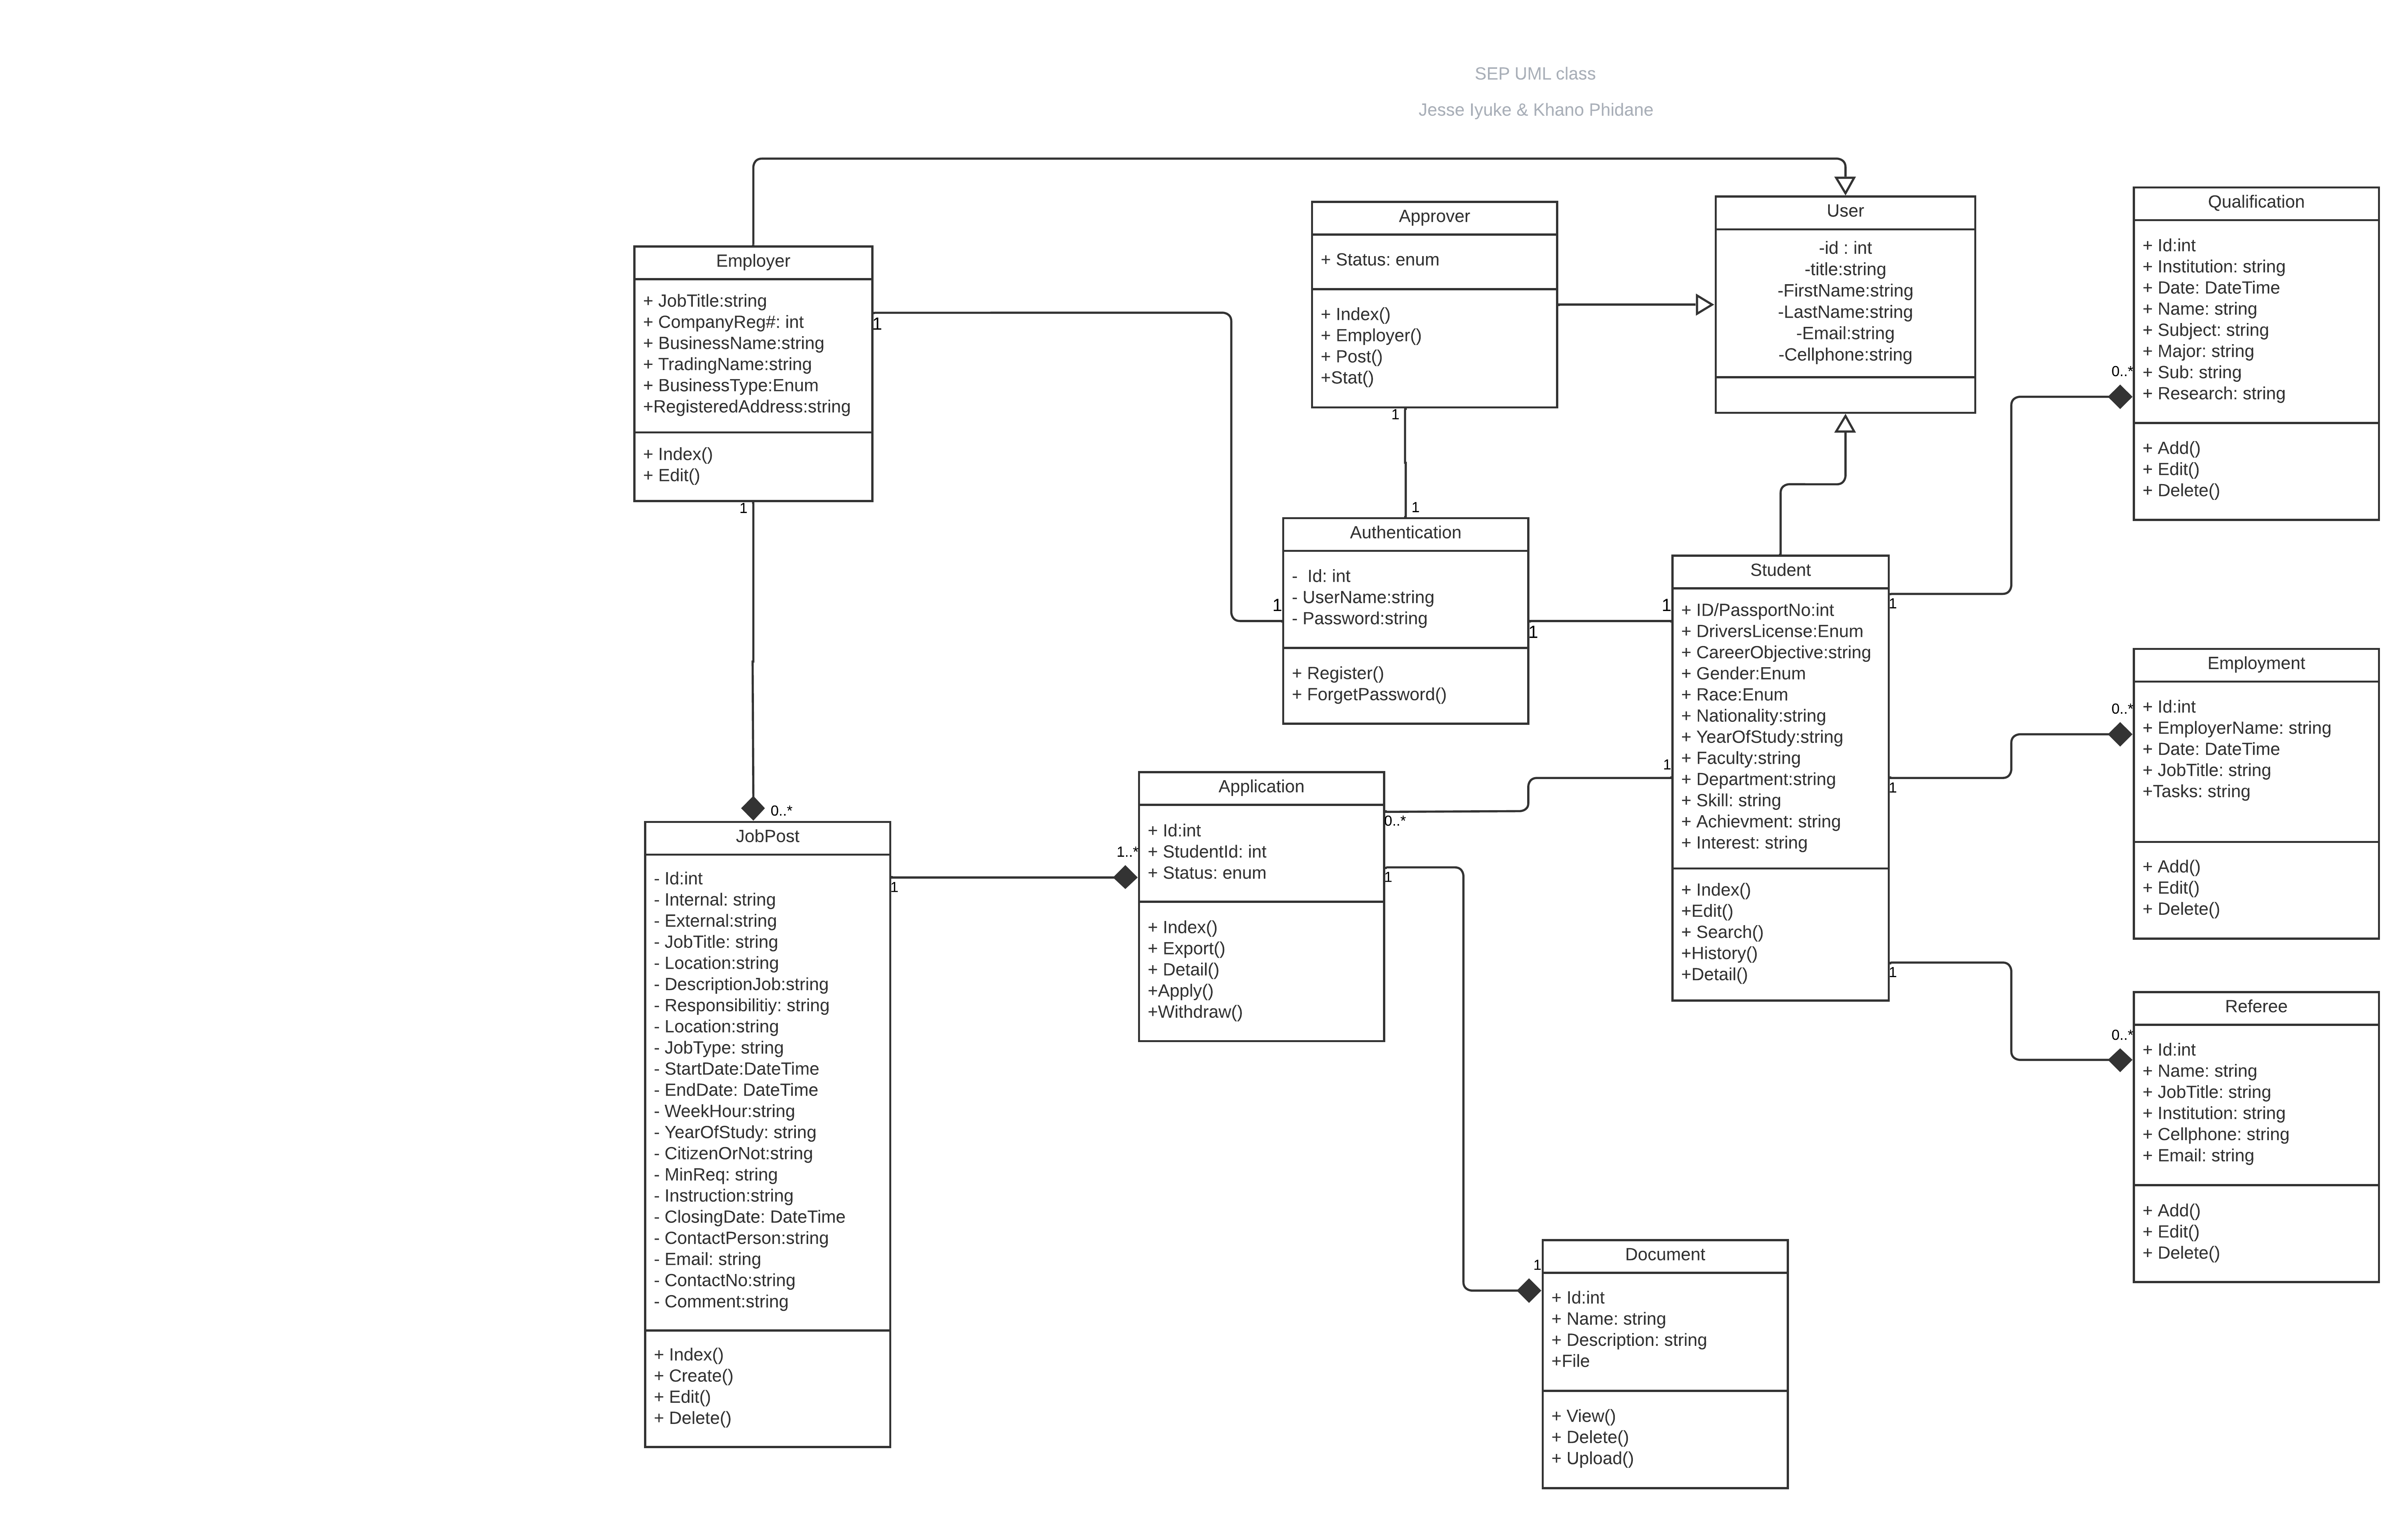 SEP UML class
Jesse Iyuke & Khano Phidane
Employer
+ JobTitle:string
+ CompanyReg#: int
+ BusinessName:string
+ TradingName:string
+ BusinessType:Enum
+RegisteredAddress:string
+ Index()
+ Edit()
1
1
Approver
+ Status: enum
+ Index()
+ Employer()
+ Post()
+Stat()
1
User
-id : int
-title:string
-FirstName:string
-LastName:string
-Email:string
-Cellphone:string
Qualification
+ Id:int
+ Institution: string
+ Date: DateTime
+ Name: string
+ Subject: string
+ Major: string
+ Sub: string
+ Research: string
+ Add()
+ Edit()
+ Delete()
0..*
1
Authentication
-  Id: int
- UserName:string
- Password:string
+ Register()
+ ForgetPassword()
1
1
Student
+ ID/PassportNo:int
+ DriversLicense:Enum
+ CareerObjective:string
+ Gender:Enum
+ Race:Enum
+ Nationality:string
+ YearOfStudy:string
+ Faculty:string
+ Department:string
+ Skill: string
+ Achievment: string
+ Interest: string
+ Index()
+Edit()
+ Search()
+History()
+Detail()
1
1
1
1
1
Employment
+ Id:int
+ EmployerName: string
+ Date: DateTime
+ JobTitle: string
+Tasks: string
+ Add()
+ Edit()
+ Delete()
0..*
0..*
JobPost
- Id:int
- Internal: string
- External:string
- JobTitle: string
- Location:string
- DescriptionJob:string
- Responsibilitiy: string
- Location:string
- JobType: string
- StartDate:DateTime
- EndDate: DateTime
- WeekHour:string
- YearOfStudy: string
- CitizenOrNot:string
- MinReq: string
- Instruction:string
- ClosingDate: DateTime
- ContactPerson:string
- Email: string
- ContactNo:string
- Comment:string
+ Index()
+ Create()
+ Edit()
+ Delete()
1
1..*
Application
+ Id:int
+ StudentId: int
+ Status: enum
+ Index()
+ Export()
+ Detail()
+Apply()
+Withdraw()
0..*
1
Referee
+ Id:int
+ Name: string
+ JobTitle: string
+ Institution: string
+ Cellphone: string
+ Email: string
+ Add()
+ Edit()
+ Delete()
0..*
1
Document
+ Id:int
+ Name: string
+ Description: string
+File
+ View()
+ Delete()
+ Upload()